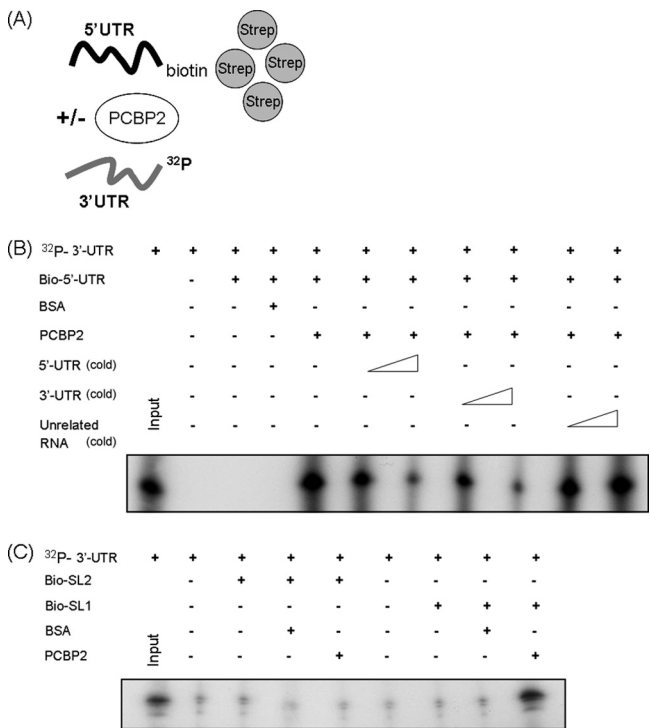 (A)
5'UTR
biotin
Strep
Strep Strep
Strep
+/- PCBP2
32P
3'UTR
(B) 32P- 3'-UTR + + + + + + + + + + +
Bio-5'-UTR - + + + + + + + + +
BSA - - + - - - - - - -
PCBP2 - - - + + + + + + +
5'-UTR (cold) - - - - - - - -
3'-UTR (cold) - - - - - - - -
Unrelated RNA (cold) - - - - - - - -
Input
(C) 32P- 3'-UTR + + + + + + + + +
Bio-SL2 - + + + - - - -
Bio-SL1 - - - - - + + +
BSA - - + - - - + -
PCBP2 - - - + - - - +
Input